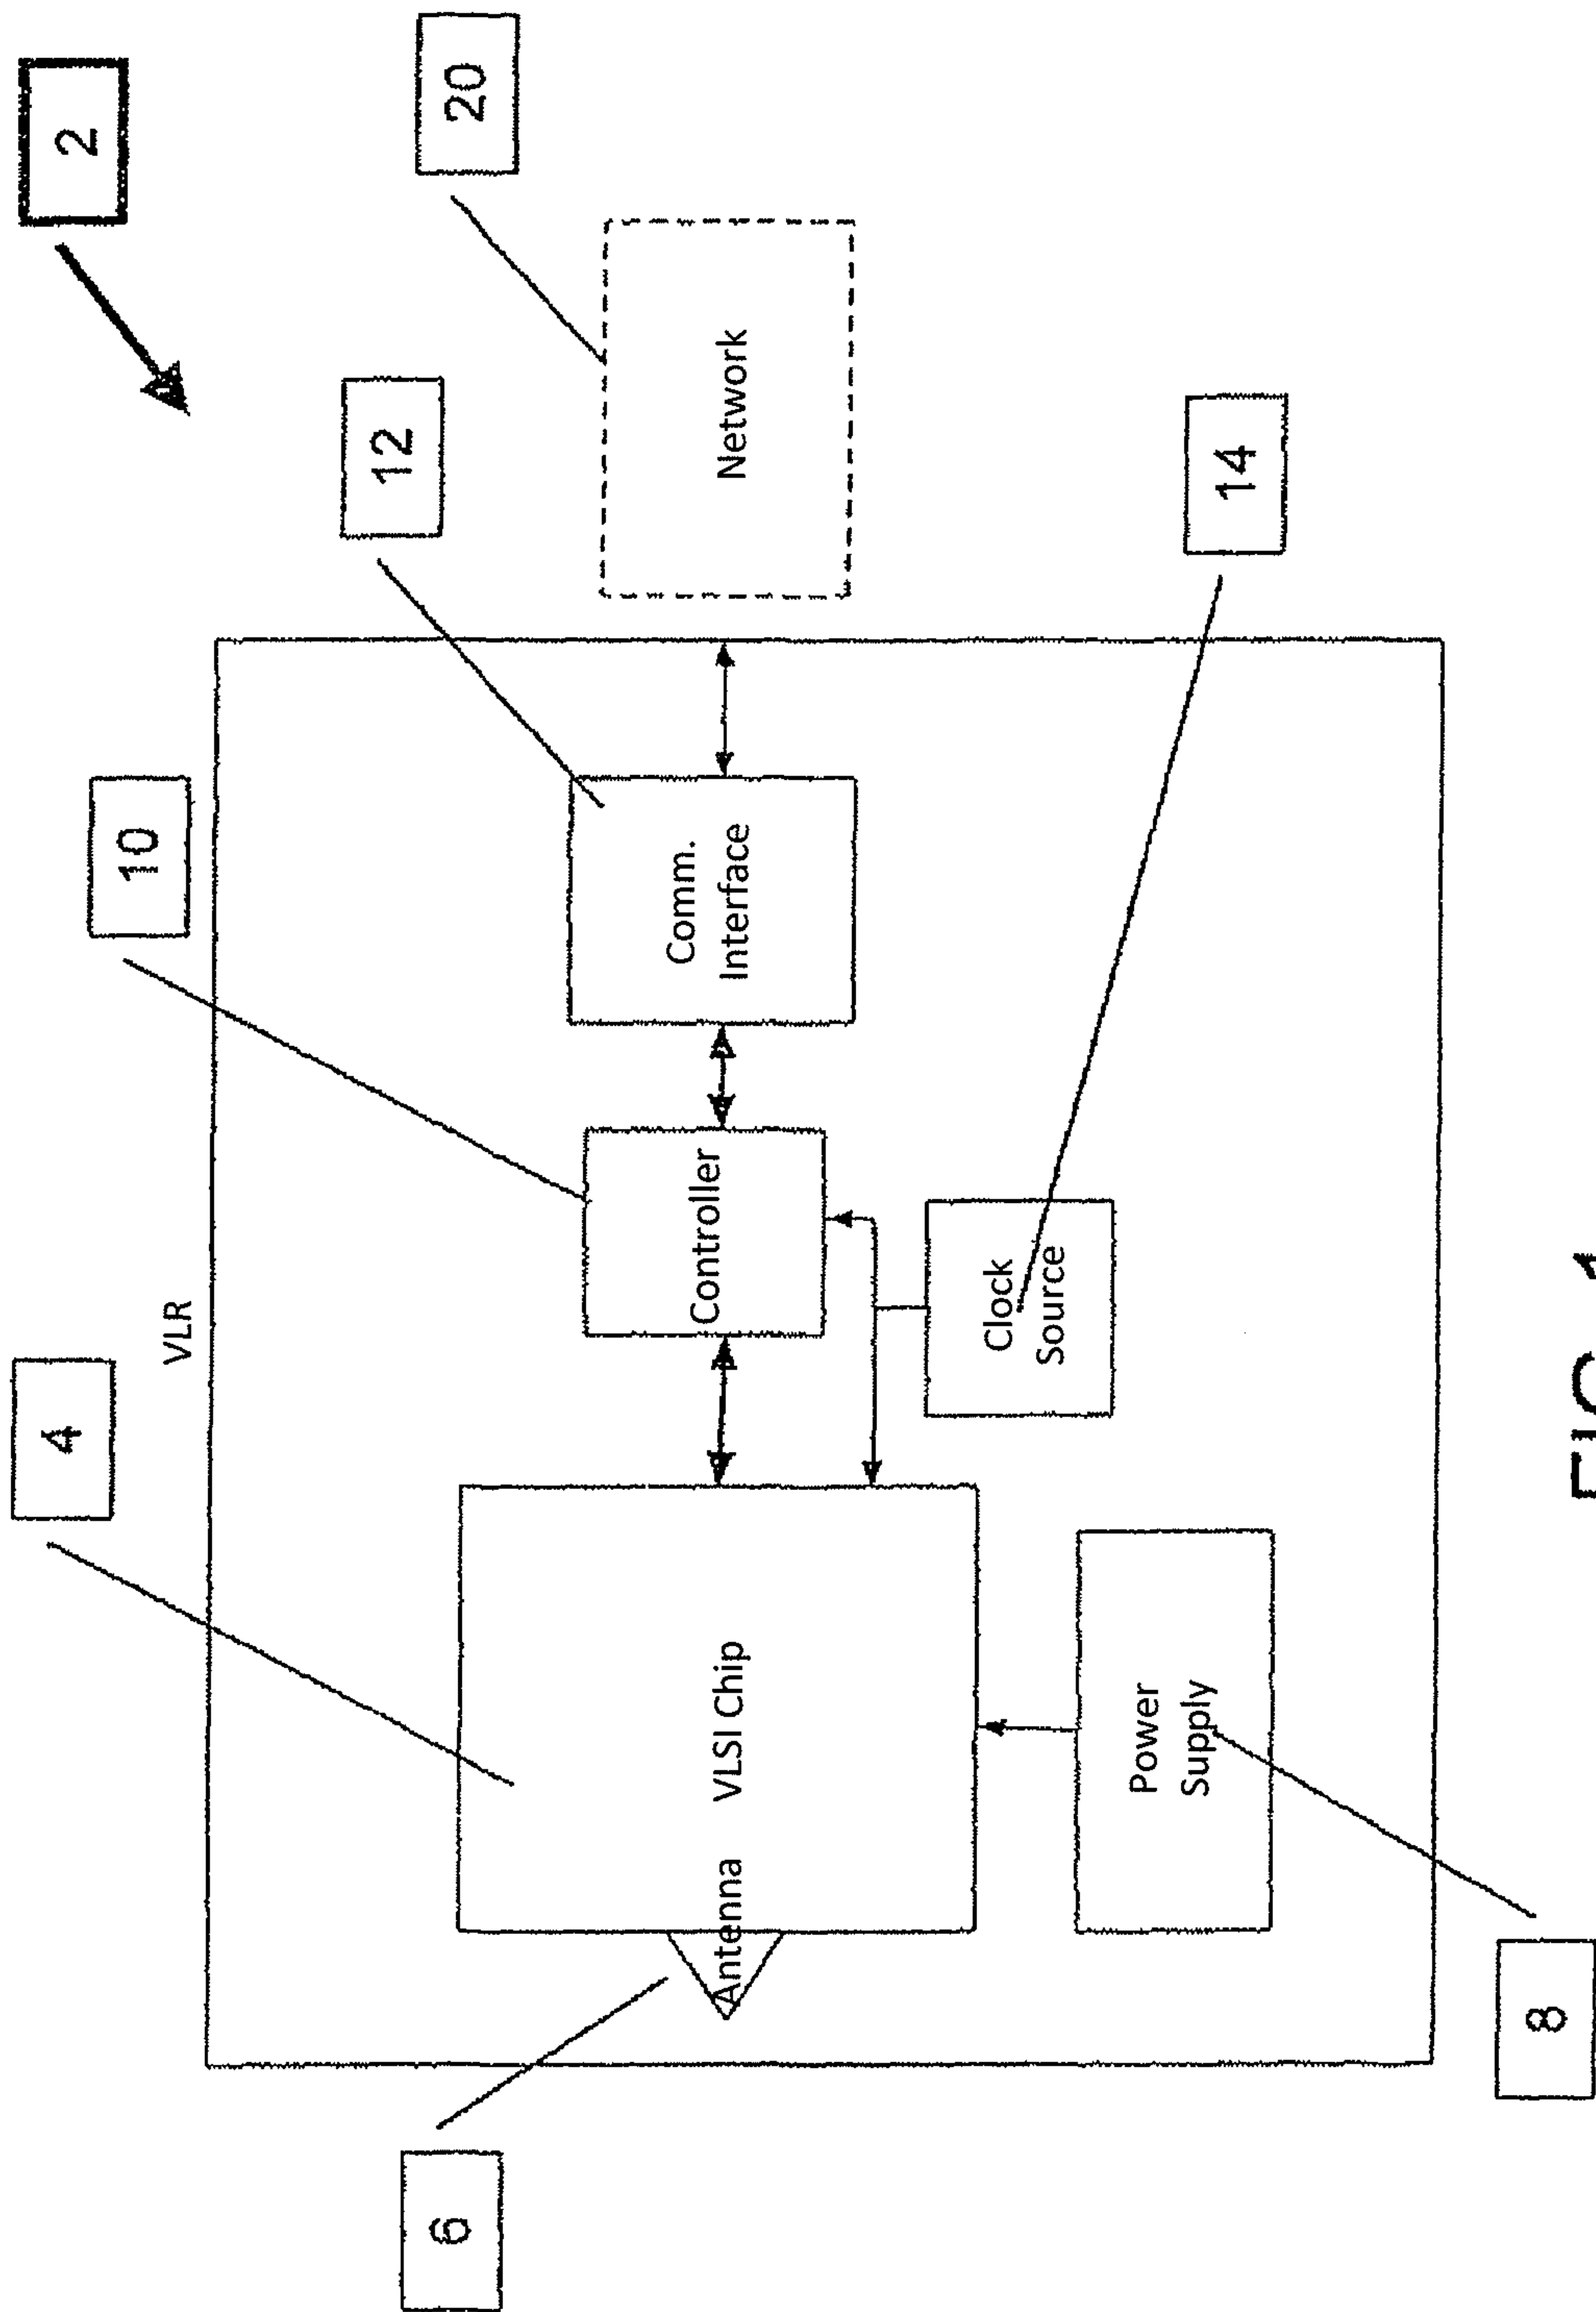 2
4
10
VLR
12
20
6
Antenna
VLSI Chip
Controller
Comm.
Interface
Network
Clock
Source
14
Power
Supply
8
FIG. 1